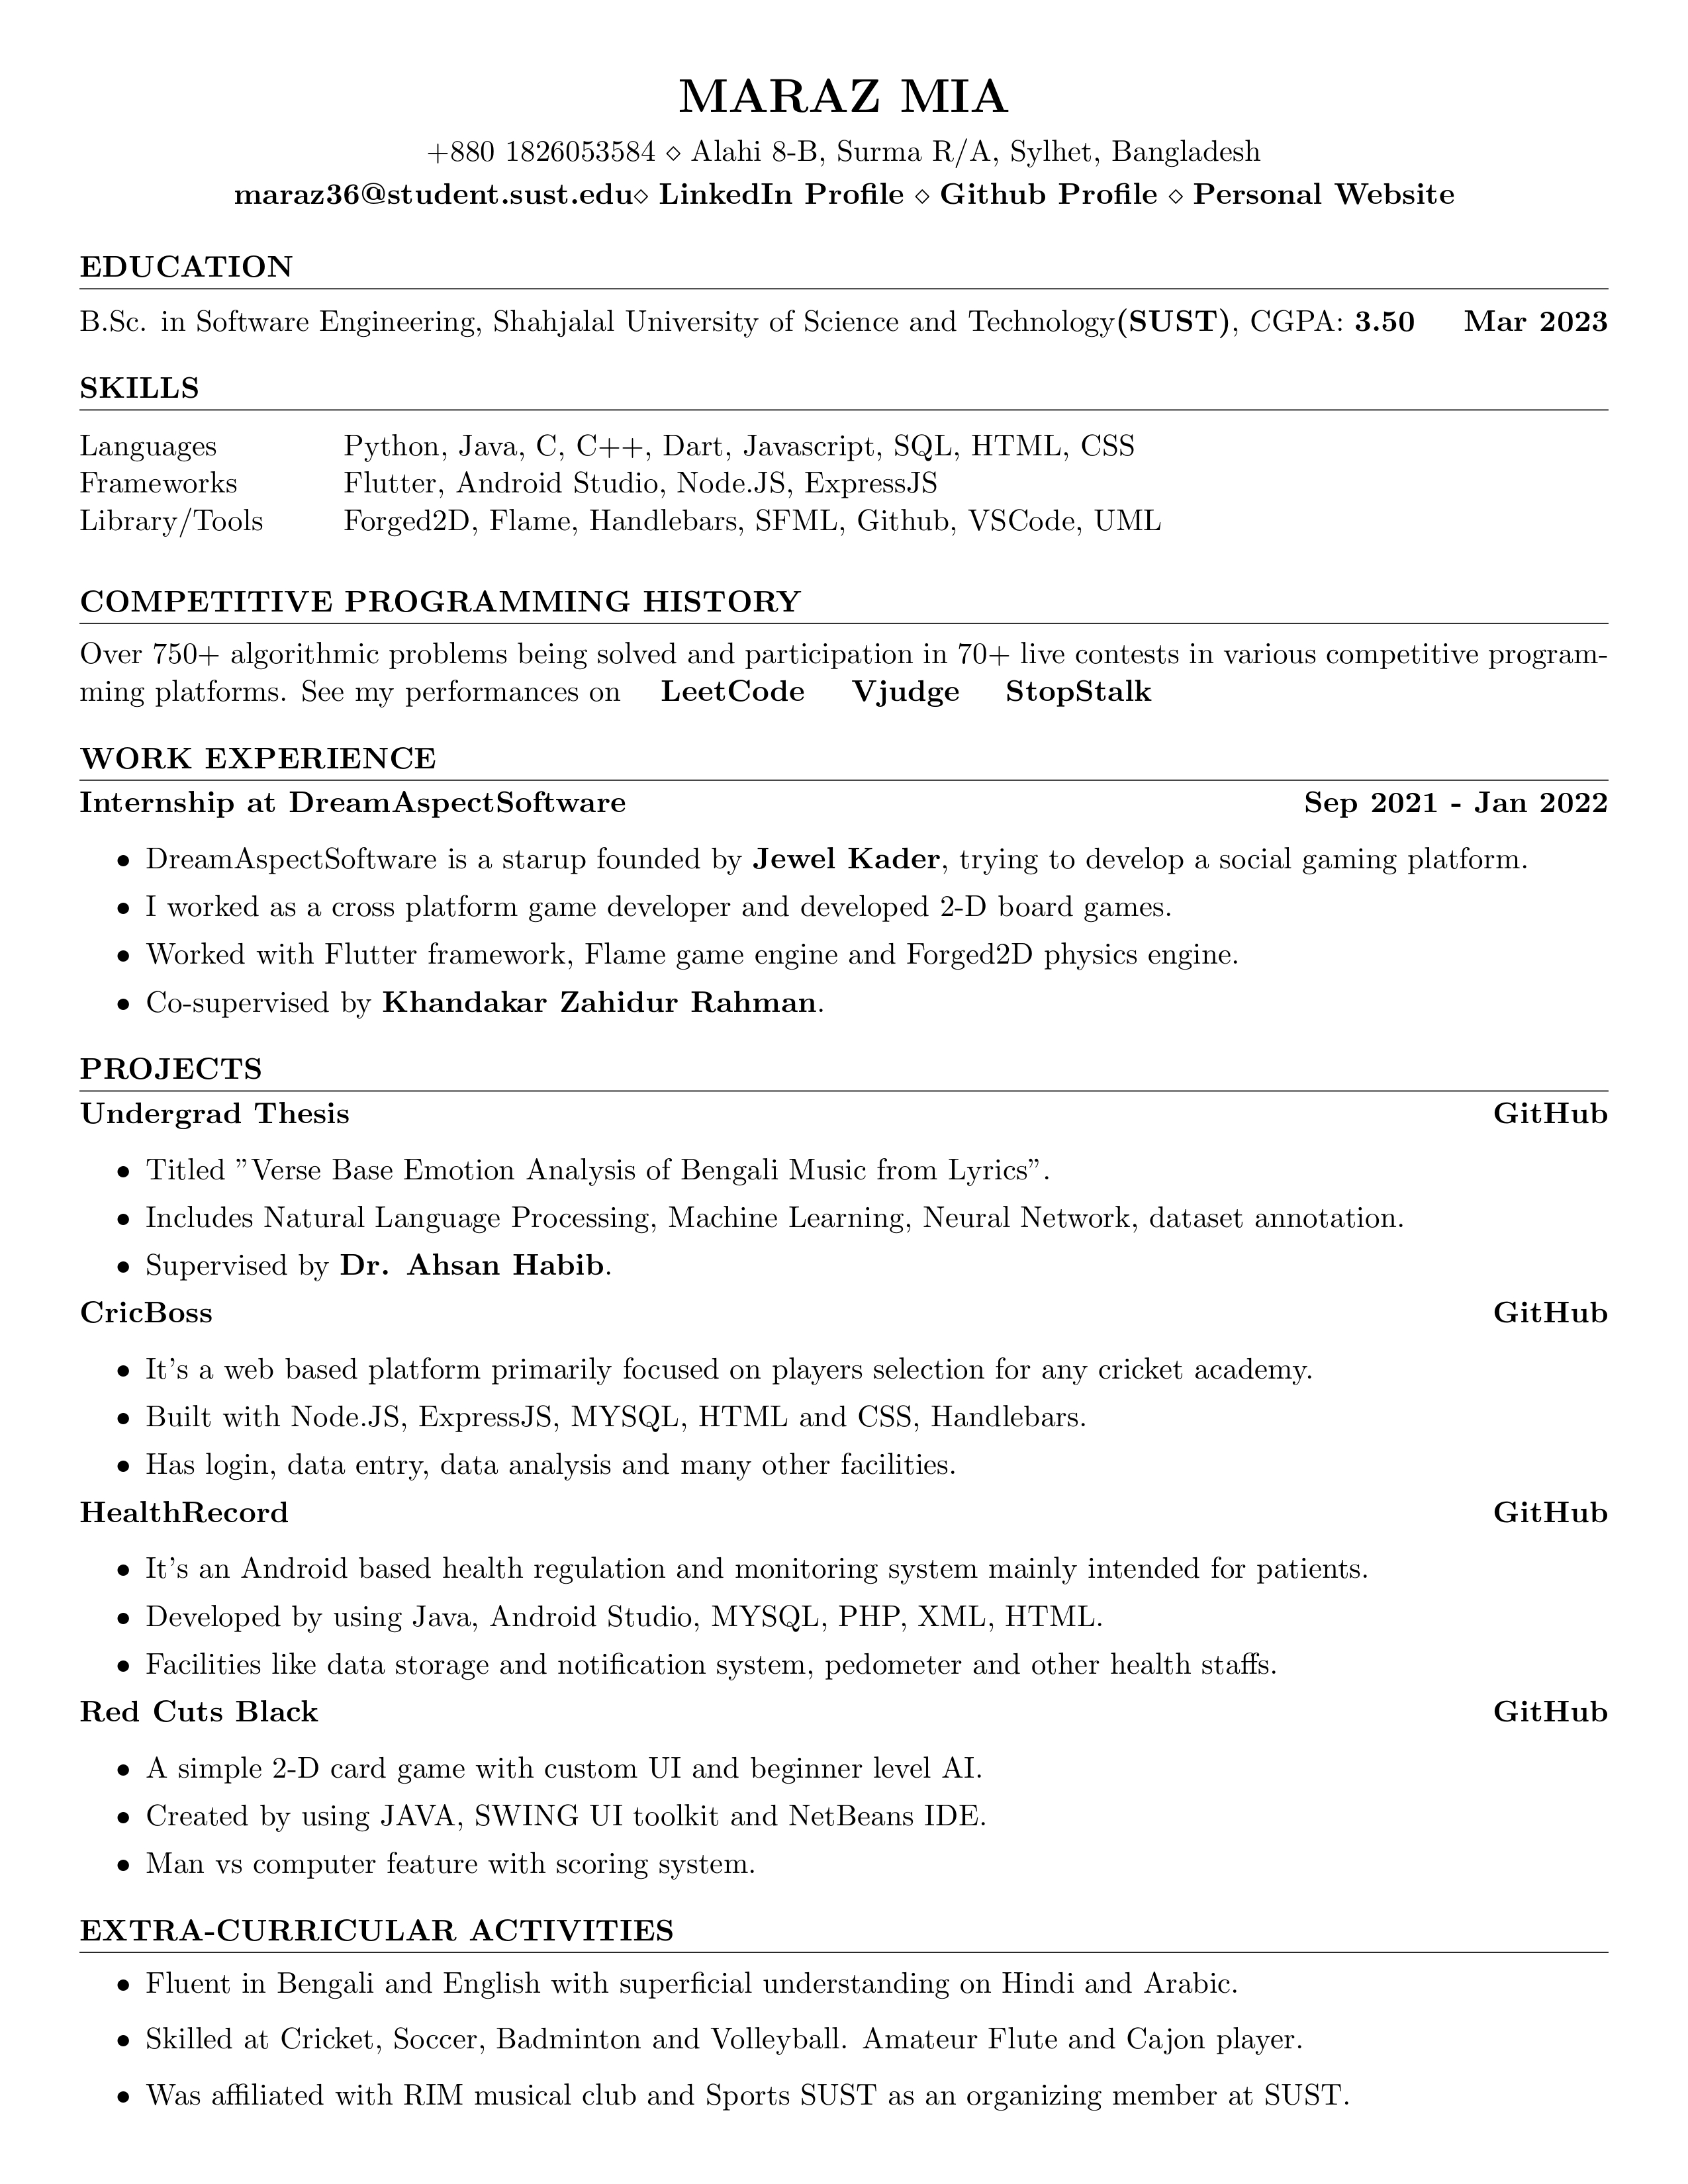 MARAZ MIA
+880 1826053584 ⋄ Alahi 8-B, Surma R/A, Sylhet, Bangladesh
maraz36@student.sust.edu⋄ LinkedIn Profile ⋄ Github Profile ⋄ Personal Website
EDUCATION
B.Sc. in Software Engineering, Shahjalal University of Science and Technology(SUST), CGPA: 3.50 Mar 2023
SKILLS
Languages Python, Java, C, C++, Dart, Javascript, SQL, HTML, CSS
Frameworks Flutter, Android Studio, Node.JS, ExpressJS
Library/Tools Forged2D, Flame, Handlebars, SFML, Github, VSCode, UML
COMPETITIVE PROGRAMMING HISTORY
Over 750+ algorithmic problems being solved and participation in 70+ live contests in various competitive program-
ming platforms. See my performances on LeetCode Vjudge StopStalk
WORK EXPERIENCE
Internship at DreamAspectSoftware Sep 2021 - Jan 2022
• DreamAspectSoftware is a starup founded by Jewel Kader, trying to develop a social gaming platform.
• I worked as a cross platform game developer and developed 2-D board games.
• Worked with Flutter framework, Flame game engine and Forged2D physics engine.
• Co-supervised by Khandakar Zahidur Rahman.
PROJECTS
Undergrad Thesis GitHub
• Titled ”Verse Base Emotion Analysis of Bengali Music from Lyrics”.
• Includes Natural Language Processing, Machine Learning, Neural Network, dataset annotation.
• Supervised by Dr. Ahsan Habib.
CricBoss GitHub
• It’s a web based platform primarily focused on players selection for any cricket academy.
• Built with Node.JS, ExpressJS, MYSQL, HTML and CSS, Handlebars.
• Has login, data entry, data analysis and many other facilities.
HealthRecord GitHub
• It’s an Android based health regulation and monitoring system mainly intended for patients.
• Developed by using Java, Android Studio, MYSQL, PHP, XML, HTML.
• Facilities like data storage and notification system, pedometer and other health staffs.
Red Cuts Black GitHub
• A simple 2-D card game with custom UI and beginner level AI.
• Created by using JAVA, SWING UI toolkit and NetBeans IDE.
• Man vs computer feature with scoring system.
EXTRA-CURRICULAR ACTIVITIES
• Fluent in Bengali and English with superficial understanding on Hindi and Arabic.
• Skilled at Cricket, Soccer, Badminton and Volleyball. Amateur Flute and Cajon player.
• Was affiliated with RIM musical club and Sports SUST as an organizing member at SUST.